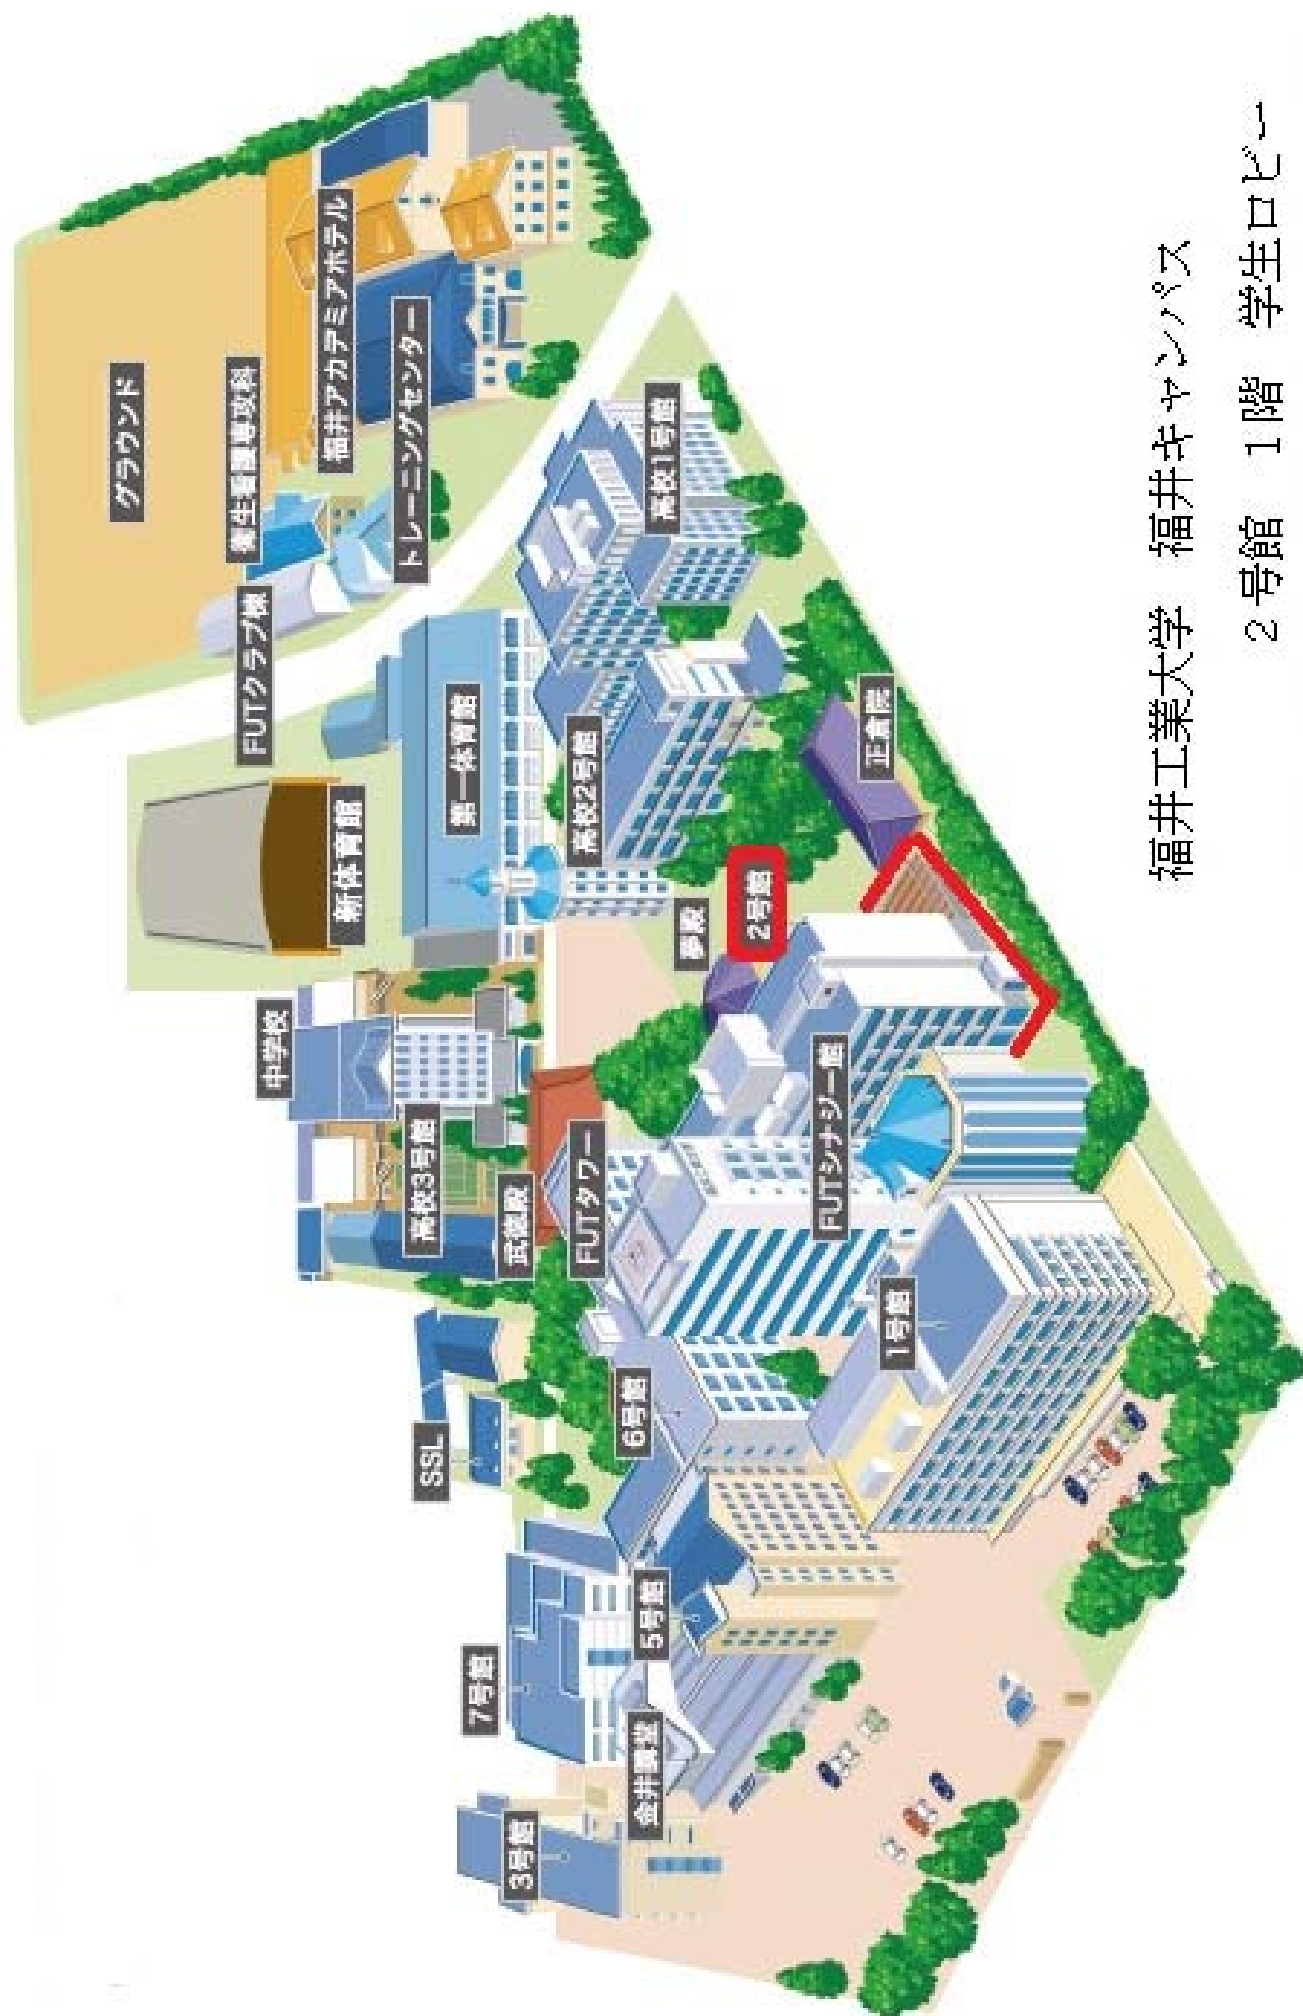 グラウンド
衛生看護専攻科
FUTクラブ棟
中学校
福井アカデミアホテル
新体育館
トレーニングセンター
高校3号館
SSL
第一体育館
7号館
武徳殿
3号館
高校2号館
FUTタワー
6号館
金井講堂
5号館
高校1号館
夢殿
2号館
FUTシナジー館
正倉院
1号館
福井工業大学 福井キャンパス
２号館 １階 学生ロビー